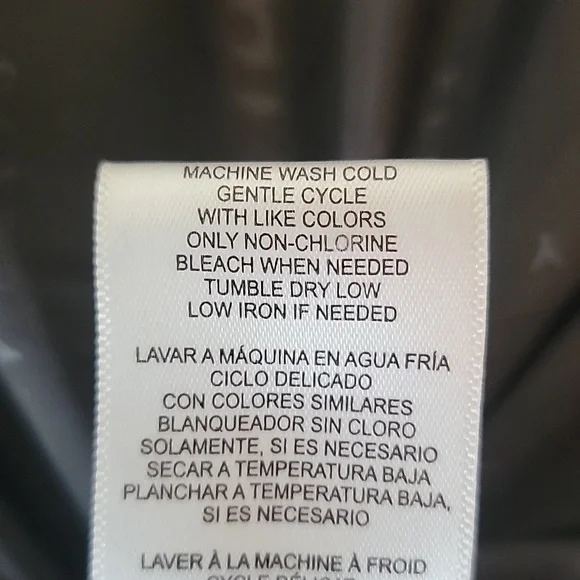 MACHINE WASH COLD
GENTLE CYCLE
WITH LIKE COLORS
ONLY NON-CHLORINE
BLEACH WHEN NEEDED
TUMBLE DRY LOW
LOW IRON IF NEEDED
LAVAR A MÁQUINA EN AGUA FRÍA
CICLO DELICADO
CON COLORES SIMILARES
BLANQUEADOR SIN CLORO
SOLAMENTE, SI ES NECESARIO
SECAR A TEMPERATURA BAJA
PLANCHAR A TEMPERATURA BAJA,
SI ES NECESARIO
LAVER À LA MACHINE À FROID